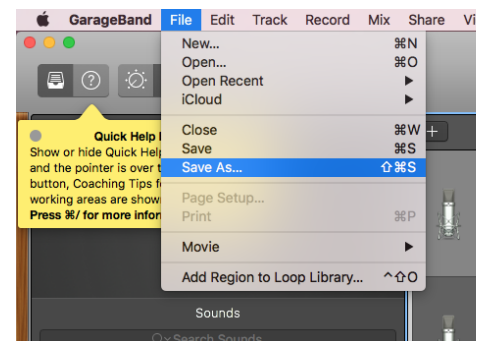 GarageBand File Edit Track Record Mix Share
New... ⌘N
Open... ⌘O
Open Recent ▶
iCloud ▶
Close ⌘W
Save ⌘S
Save As... ⇧⌘S
Page Setup...
Print ⌘P
Movie ▶
Add Region to Loop Library... ^⇧O
Quick Help
Show or hide Quick Help
and the pointer is over
button, Coaching Tips
working areas are show
Press ⌘/ for more infor
Sounds
Search Sounds